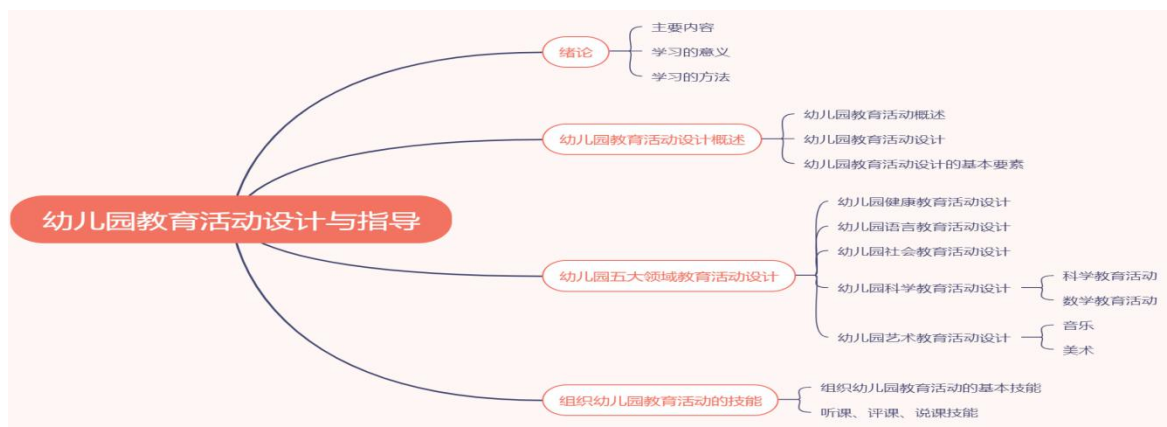 幼儿园教育活动设计与指导
绪论
主要内容
学习的意义
学习的方法
幼儿园教育活动设计概述
幼儿园教育活动概述
幼儿园教育活动设计
幼儿园教育活动设计的基本要素
幼儿园五大领域教育活动设计
幼儿园健康教育活动设计
幼儿园语言教育活动设计
幼儿园社会教育活动设计
幼儿园科学教育活动设计
科学教育活动
数学教育活动
幼儿园艺术教育活动设计
音乐
美术
组织幼儿园教育活动的技能
组织幼儿园教育活动的基本技能
听课、评课、说课技能